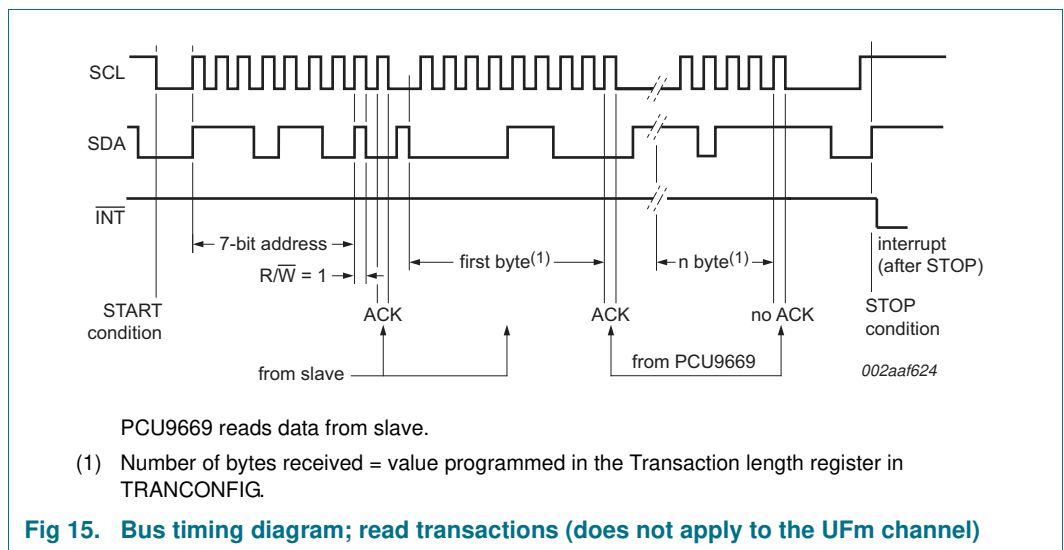 SCL
SDA
INT
7-bit address
R/W = 1
first byte(1)
n byte(1)
interrupt
(after STOP)
START
condition
ACK
ACK
no ACK
STOP
condition
from slave
from PCU9669
002aaf624
PCU9669 reads data from slave.
(1) Number of bytes received = value programmed in the Transaction length register in
TRANCONFIG.
Fig 15. Bus timing diagram; read transactions (does not apply to the UFm channel)